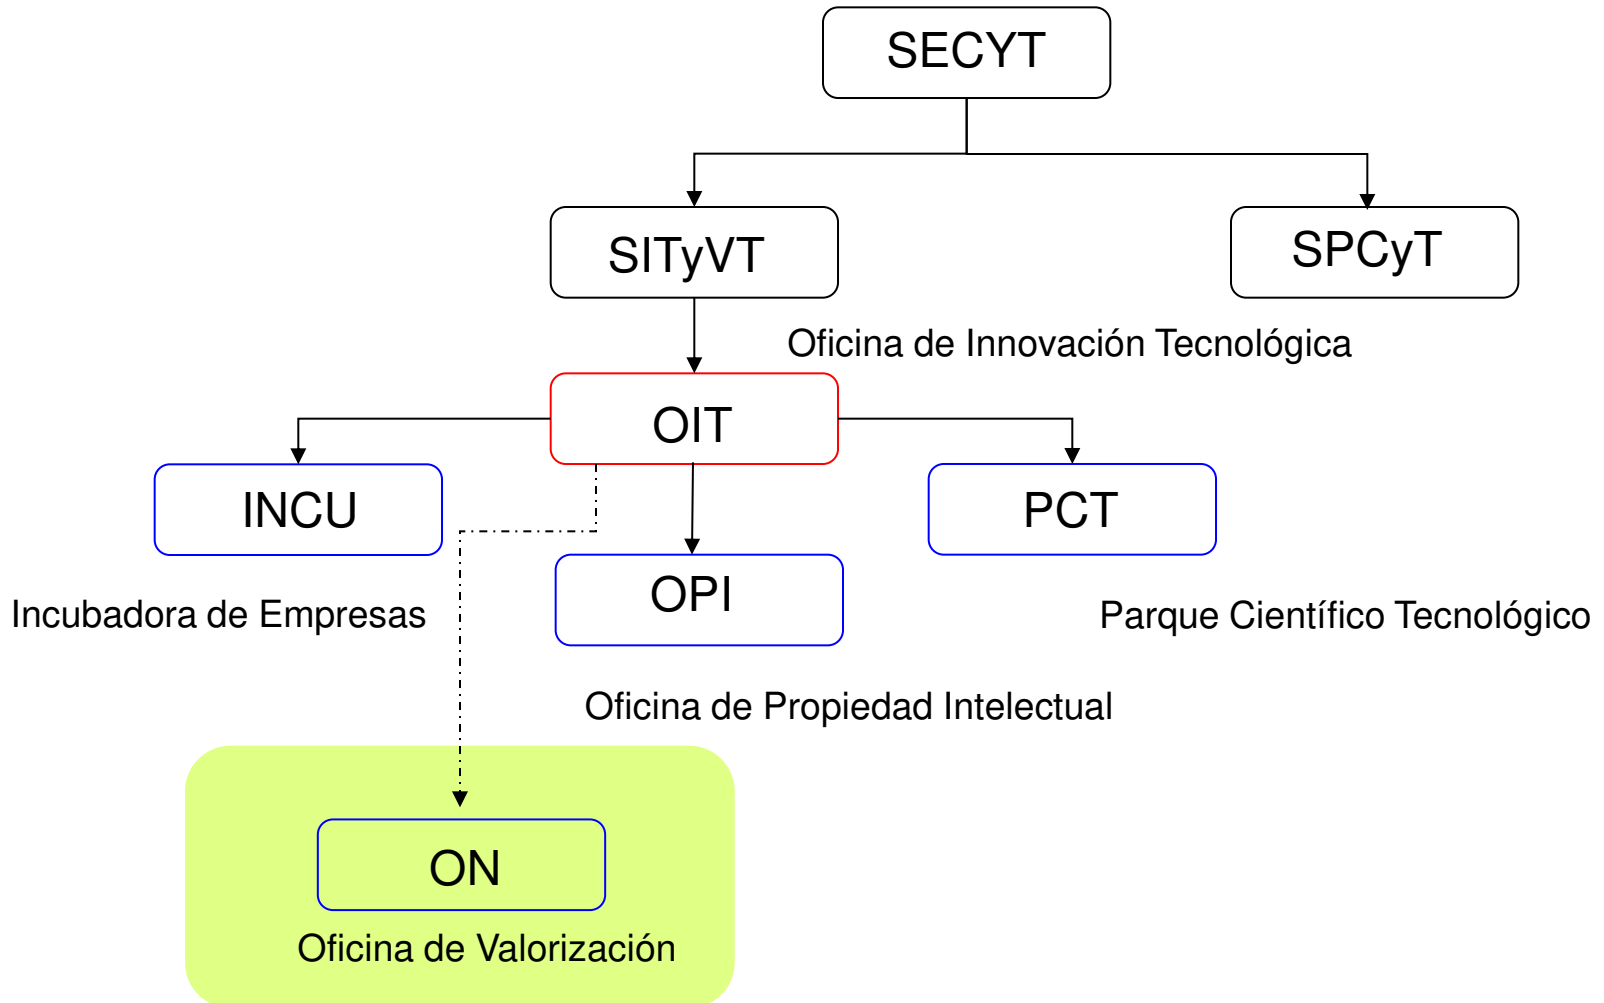 SECYT
SITyVT
SPCyT
Oficina de Innovación Tecnológica
OIT
INCU
PCT
OPI
Incubadora de Empresas
Parque Científico Tecnológico
Oficina de Propiedad Intelectual
ON
Oficina de Valorización